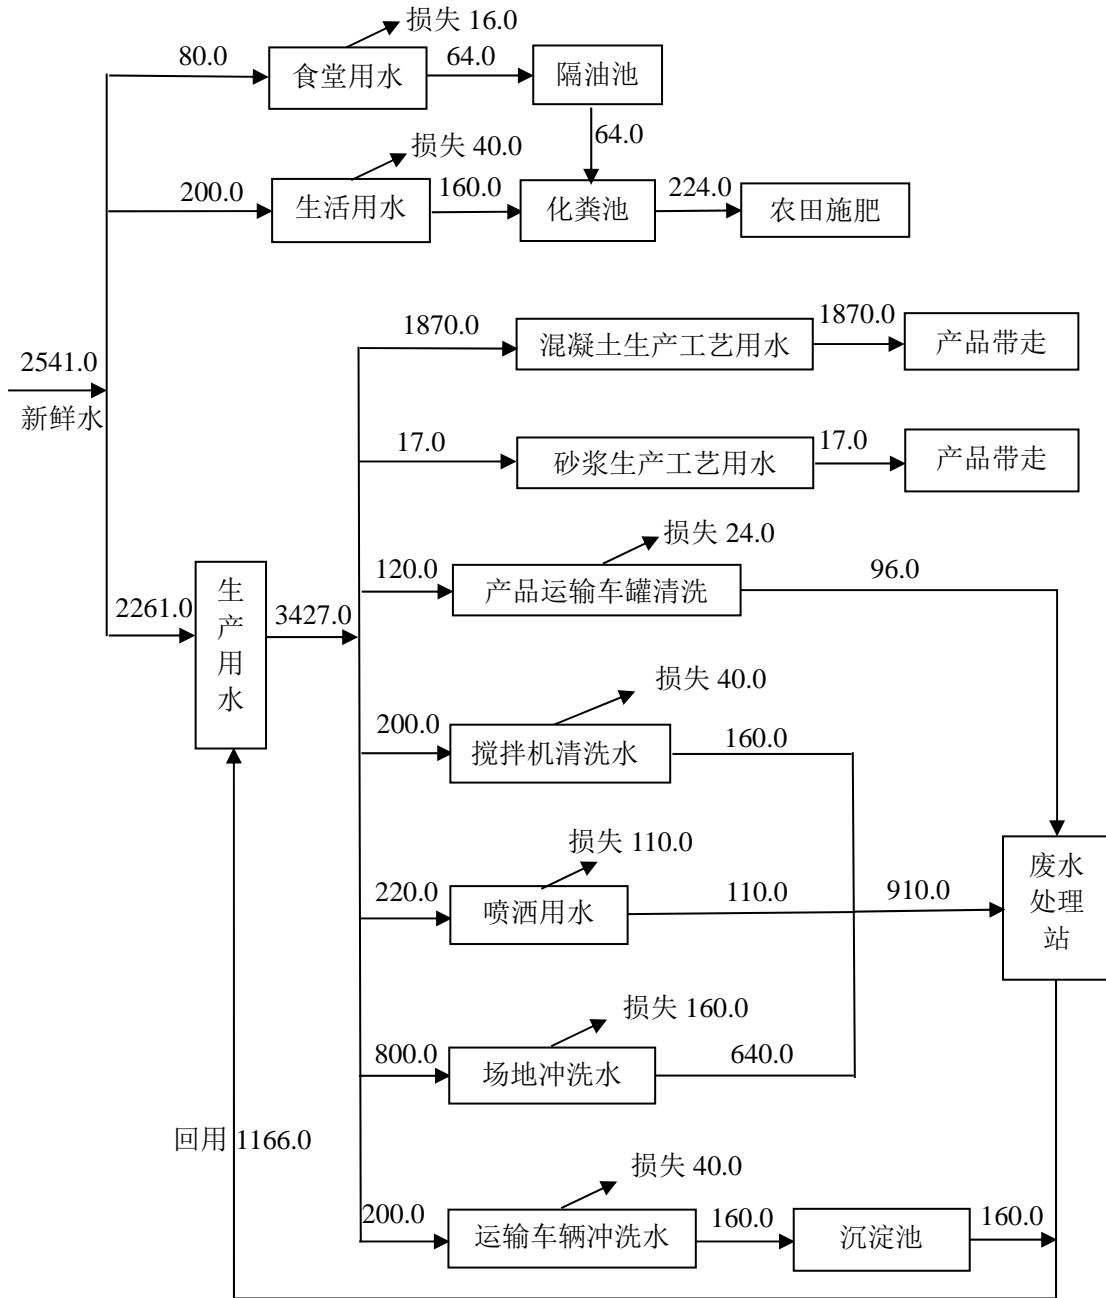 损失 16.0
80.0
食堂用水
64.0
隔油池
64.0
损失 40.0
200.0
生活用水
160.0
化粪池
224.0
农田施肥
2541.0
新鲜水
1870.0
混凝土生产工艺用水
1870.0
产品带走
17.0
砂浆生产工艺用水
17.0
产品带走
2261.0
生
产
用
水
3427.0
损失 24.0
120.0
产品运输车罐清洗
96.0
损失 40.0
200.0
搅拌机清洗水
160.0
损失 110.0
220.0
喷洒用水
110.0
910.0
废水
处理
站
损失 160.0
800.0
场地冲洗水
640.0
回用 1166.0
损失 40.0
200.0
运输车辆冲洗水
160.0
沉淀池
160.0